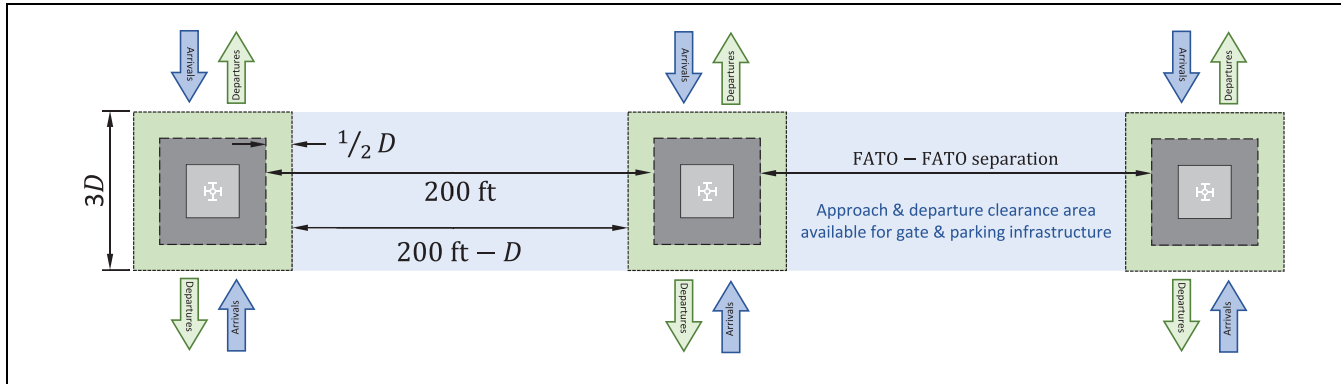 Arrivals
Departures
Arrivals
Departures
Arrivals
Departures
3D
1/2 D
200 ft
200 ft − D
FATO − FATO separation
Approach & departure clearance area
available for gate & parking infrastructure
Departures
Arrivals
Departures
Arrivals
Departures
Arrivals